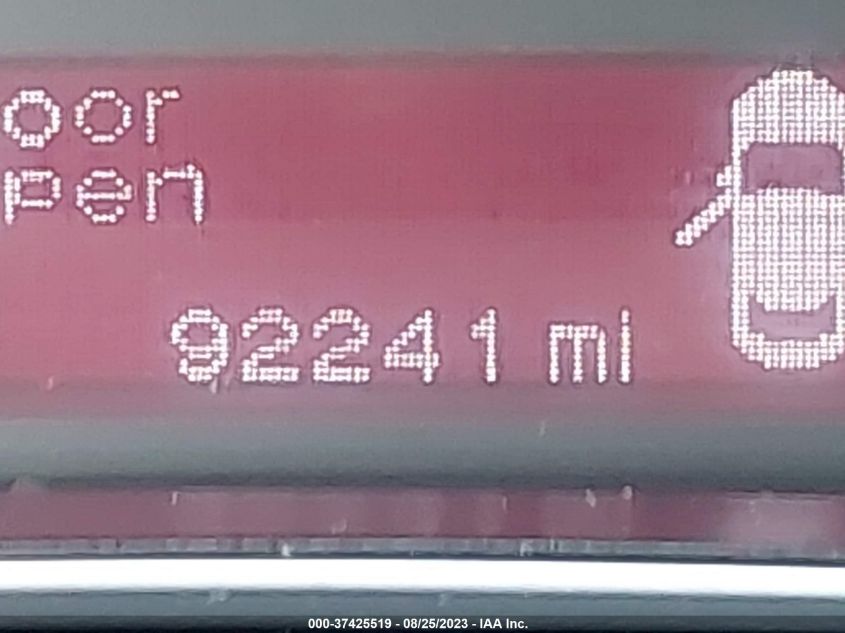 oor
pen
92241 mi
000-37425519 - 08/25/2023 - IAA Inc.